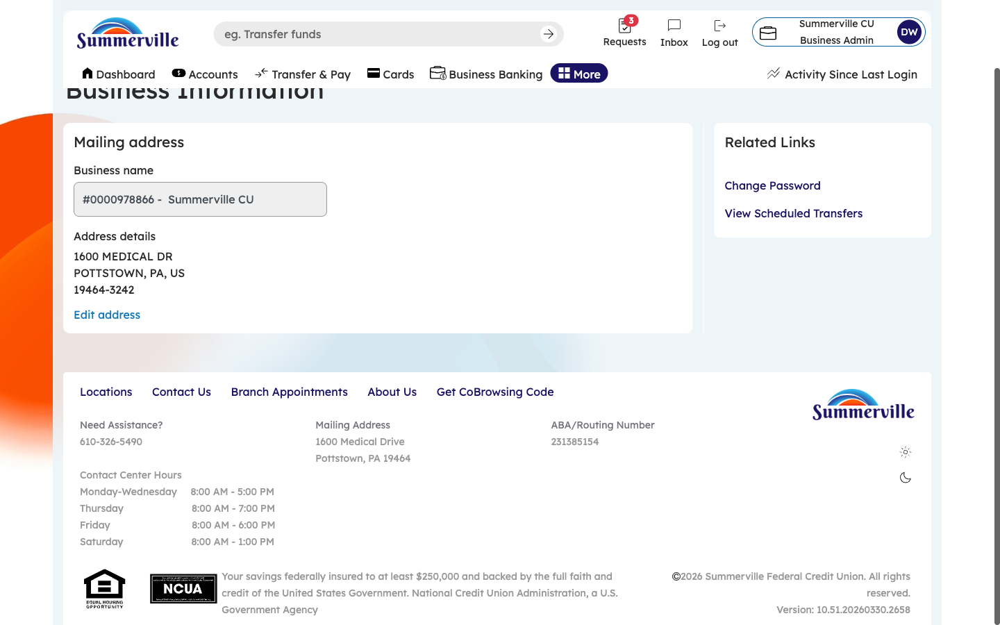 Summerville
eg. Transfer funds
3
Requests
Inbox
Log out
Summerville CU
Business Admin
DW
Dashboard
Accounts
Transfer & Pay
Cards
Business Banking
More
Activity Since Last Login
Business Information
Mailing address
Business name
#0000978866 - Summerville CU
Address details
1600 MEDICAL DR
POTTSTOWN, PA, US
19464-3242
Edit address
Related Links
Change Password
View Scheduled Transfers
Locations
Contact Us
Branch Appointments
About Us
Get CoBrowsing Code
Summerville
Need Assistance?
610-326-5490
Mailing Address
1600 Medical Drive
Pottstown, PA 19464
ABA/Routing Number
231385154
Contact Center Hours
Monday-Wednesday 8:00 AM - 5:00 PM
Thursday 8:00 AM - 7:00 PM
Friday 8:00 AM - 6:00 PM
Saturday 8:00 AM - 1:00 PM
EQUAL HOUSING
OPPORTUNITY
NCUA
Your savings federally insured to at least $250,000 and backed by the full faith and
credit of the United States Government. National Credit Union Administration, a U.S.
Government Agency
©2026 Summerville Federal Credit Union. All rights
reserved.
Version: 10.51.20260330.2658